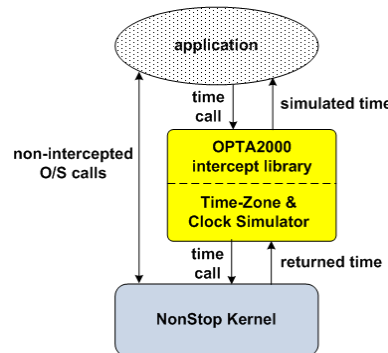 application
time
call
simulated time
non-intercepted
O/S calls
OPTA2000
intercept library
Time-Zone &
Clock Simulator
time
call
returned time
NonStop Kernel